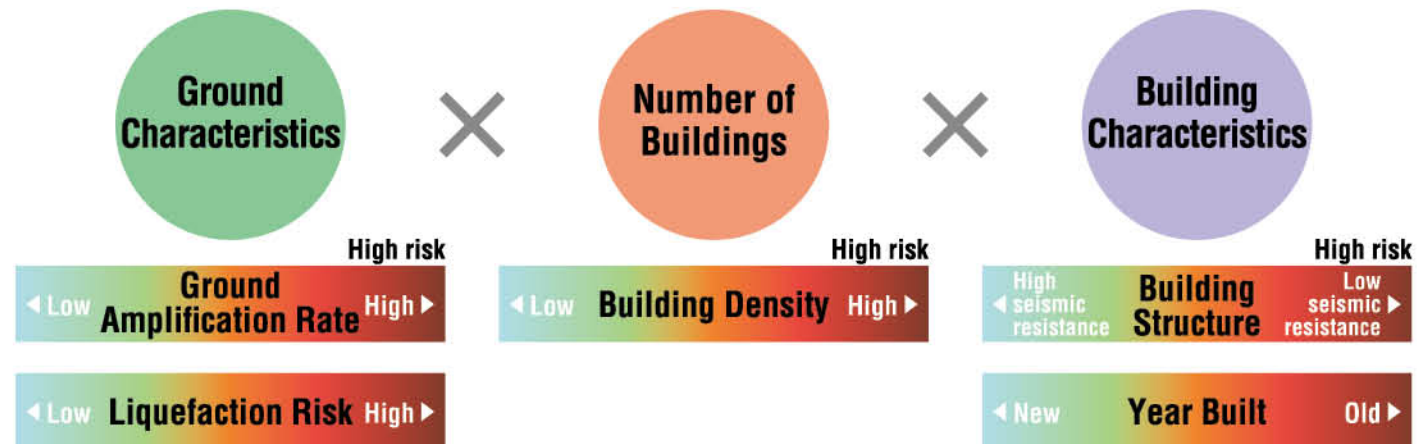 Ground
Characteristics
Number of
Buildings
Building
Characteristics
High risk
Low
Ground
Amplification Rate
High
High risk
Low
Building Density
High
High risk
High
seismic
resistance
Building
Structure
Low
seismic
resistance
Low
Liquefaction Risk
High
New
Year Built
Old